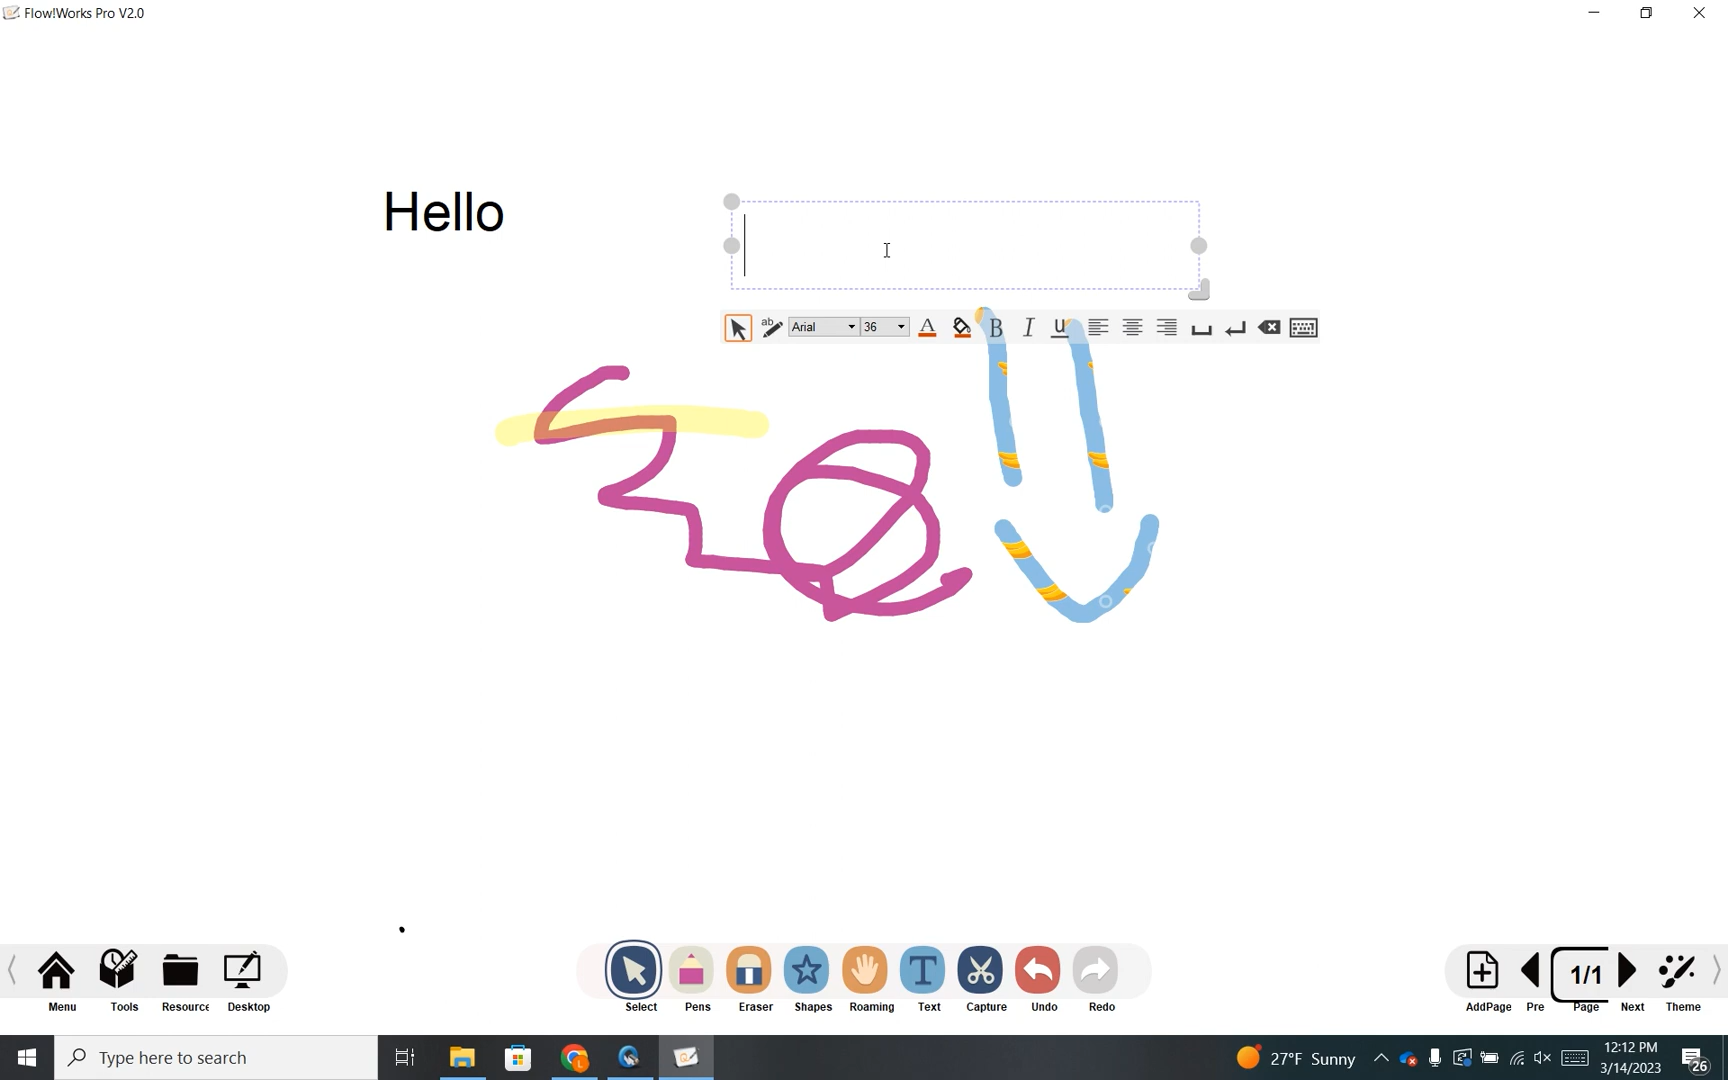 Flow!Works Pro V2.0
Hello
ab Arial 36 A B I U
Menu Tools Resource Desktop
T
Select Pens Eraser Shapes Roaming Text Capture Undo Redo
1/1
AddPage Pre Page Next Theme
Type here to search
L
27°F Sunny
12:12 PM
3/14/2023
26